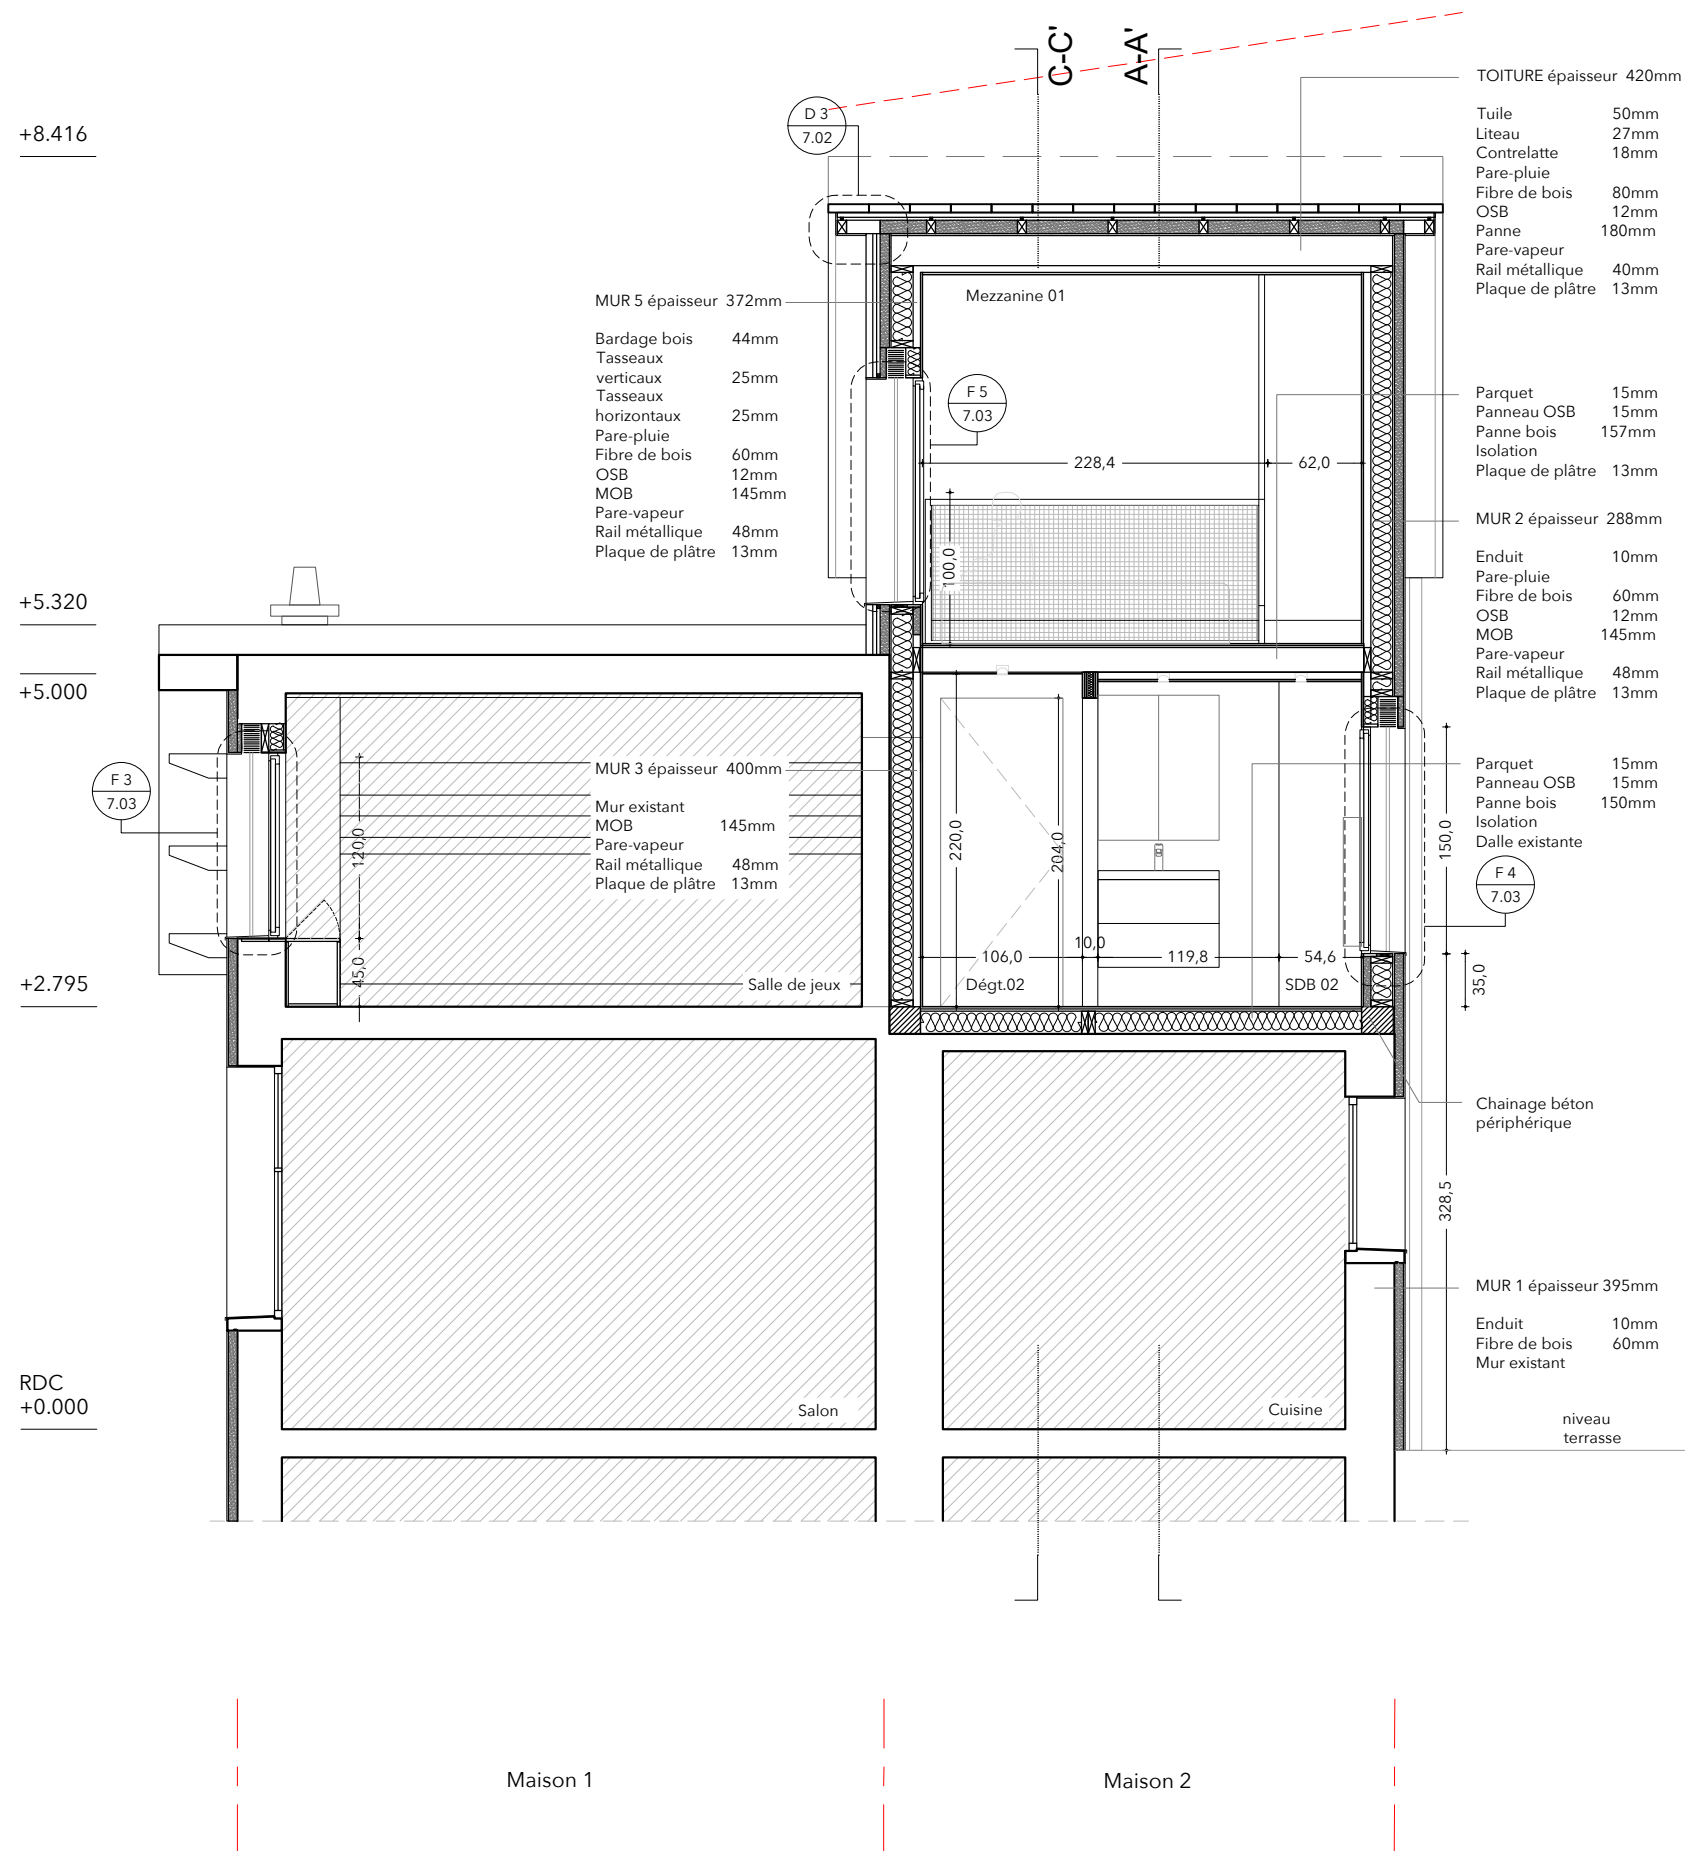 C-C'
A-A'
+8.416
D 3
7.02
TOITURE épaisseur 420mm
Tuile 50mm
Liteau 27mm
Contrelatte 18mm
Pare-pluie
Fibre de bois 80mm
OSB 12mm
Panne 180mm
Pare-vapeur
Rail métallique 40mm
Plaque de plâtre 13mm
Mezzanine 01
MUR 5 épaisseur 372mm
Bardage bois 44mm
Tasseaux
verticaux 25mm
Tasseaux
horizontaux 25mm
Pare-pluie
Fibre de bois 60mm
OSB 12mm
MOB 145mm
Pare-vapeur
Rail métallique 48mm
Plaque de plâtre 13mm
F 5
7.03
228,4
62,0
100,0
Parquet 15mm
Panneau OSB 15mm
Panne bois 157mm
Isolation
Plaque de plâtre 13mm
MUR 2 épaisseur 288mm
Enduit 10mm
Pare-pluie
Fibre de bois 60mm
OSB 12mm
MOB 145mm
Pare-vapeur
Rail métallique 48mm
Plaque de plâtre 13mm
+5.320
+5.000
F 3
7.03
MUR 3 épaisseur 400mm
Mur existant
MOB 145mm
Pare-vapeur
Rail métallique 48mm
Plaque de plâtre 13mm
120,0
45,0
220,0
204,0
10,0
106,0
119,8
54,6
150,0
35,0
Parquet 15mm
Panneau OSB 15mm
Panne bois 150mm
Isolation
Dalle existante
F 4
7.03
+2.795
Salle de jeux
Dégt.02
SDB 02
Chainage béton
périphérique
328,5
MUR 1 épaisseur 395mm
Enduit 10mm
Fibre de bois 60mm
Mur existant
RDC
+0.000
Salon
Cuisine
niveau
terrasse
Maison 1
Maison 2